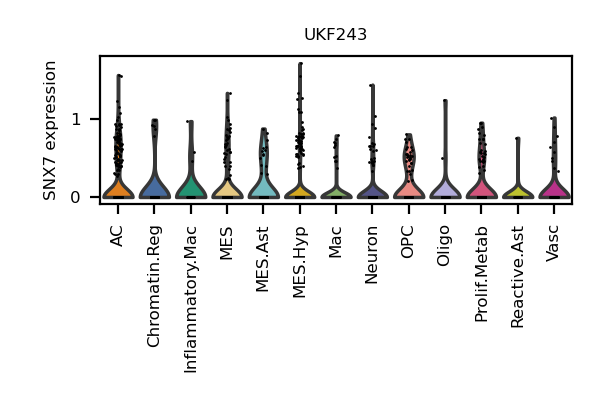 UKF243
SNX7 expression
1
0
AC
Chromatin.Reg
Inflammatory.Mac
MES
MES.Ast
MES.Hyp
Mac
Neuron
OPC
Oligo
Prolif.Metab
Reactive.Ast
Vasc